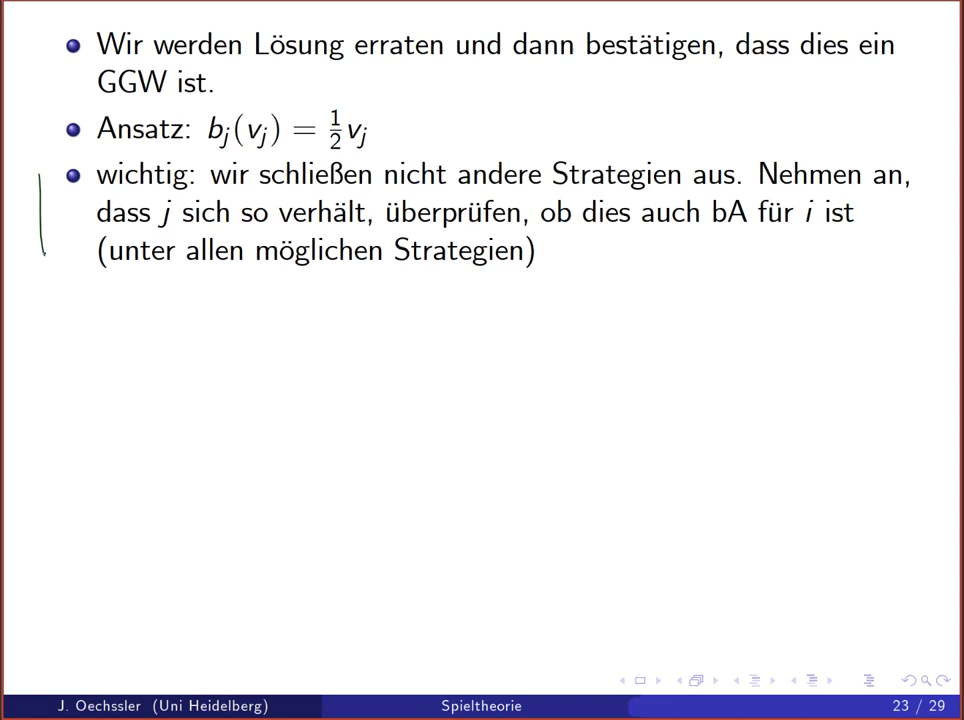 Wir werden Lösung erraten und dann bestätigen, dass dies ein
GGW ist.
Ansatz: b_j(v_j) = 1/2 v_j
wichtig: wir schließen nicht andere Strategien aus. Nehmen an,
dass j sich so verhält, überprüfen, ob dies auch bA für i ist
(unter allen möglichen Strategien)
J. Oechssler (Uni Heidelberg) Spieltheorie 23 / 29